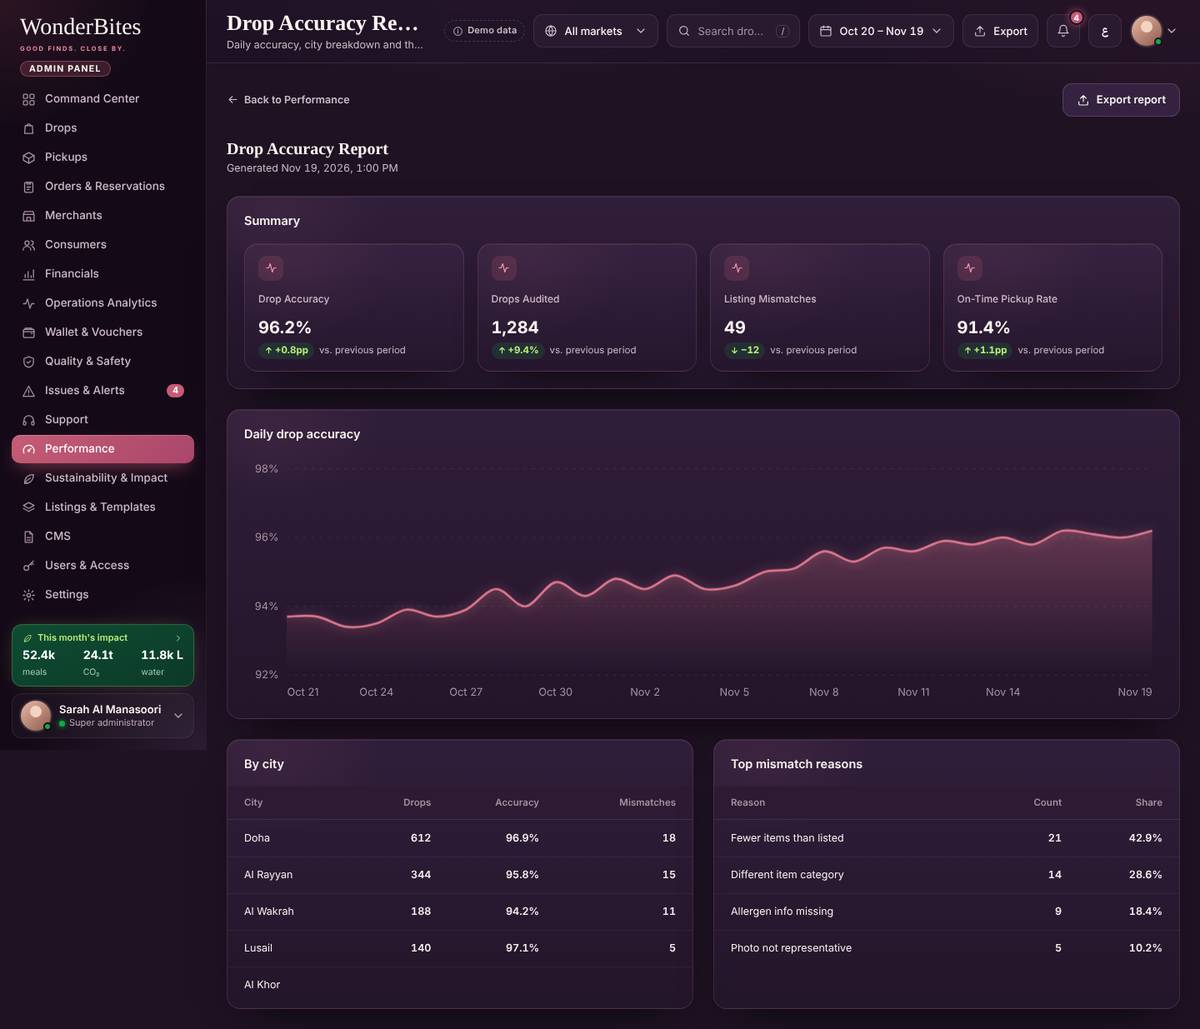 WonderBites
GOOD FINDS. CLOSE BY.
ADMIN PANEL
Command Center
Drops
Pickups
Orders & Reservations
Merchants
Consumers
Financials
Operations Analytics
Wallet & Vouchers
Quality & Safety
Issues & Alerts 4
Support
Performance
Sustainability & Impact
Listings & Templates
CMS
Users & Access
Settings
This month's impact
52.4k 24.1t 11.8k L
meals CO₂ water
Sarah Al Manasoori
Super administrator
Drop Accuracy Re...
Daily accuracy, city breakdown and th...
Demo data
All markets
Search dro... /
Oct 20 – Nov 19
Export
4
ع
Back to Performance
Export report
Drop Accuracy Report
Generated Nov 19, 2026, 1:00 PM
Summary
Drop Accuracy
96.2%
↑ +0.8pp vs. previous period
Drops Audited
1,284
↑ +9.4% vs. previous period
Listing Mismatches
49
↓ −12 vs. previous period
On-Time Pickup Rate
91.4%
↑ +1.1pp vs. previous period
Daily drop accuracy
98%
96%
94%
92%
Oct 21 Oct 24 Oct 27 Oct 30 Nov 2 Nov 5 Nov 8 Nov 11 Nov 14 Nov 19
By city
City Drops Accuracy Mismatches
Doha 612 96.9% 18
Al Rayyan 344 95.8% 15
Al Wakrah 188 94.2% 11
Lusail 140 97.1% 5
Al Khor
Top mismatch reasons
Reason Count Share
Fewer items than listed 21 42.9%
Different item category 14 28.6%
Allergen info missing 9 18.4%
Photo not representative 5 10.2%